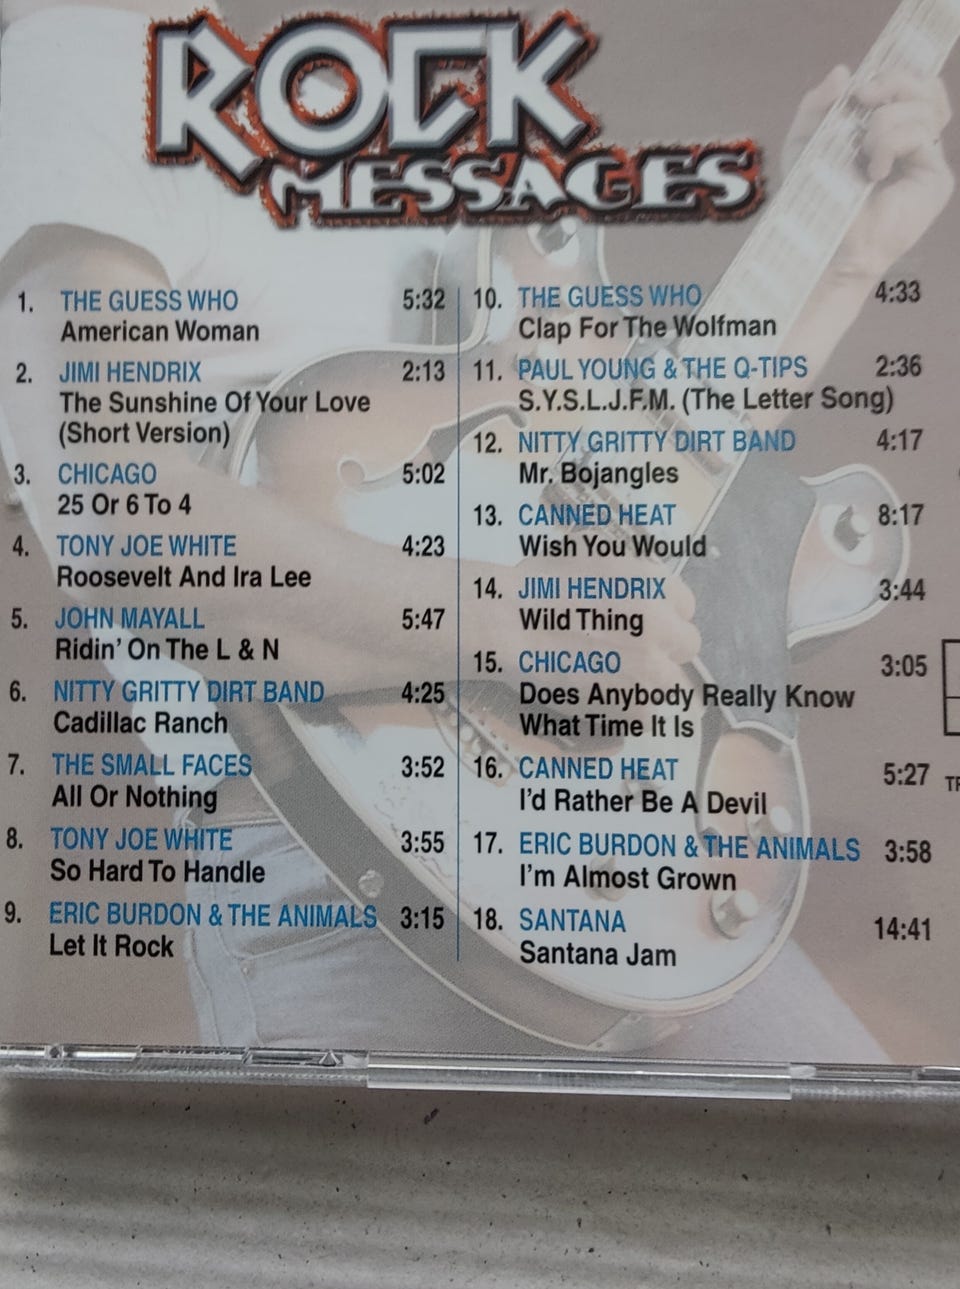 ROCK
MESSAGES
1. THE GUESS WHO 5:32
American Woman
2. JIMI HENDRIX 2:13
The Sunshine Of Your Love
(Short Version)
3. CHICAGO 5:02
25 Or 6 To 4
4. TONY JOE WHITE 4:23
Roosevelt And Ira Lee
5. JOHN MAYALL 5:47
Ridin' On The L & N
6. NITTY GRITTY DIRT BAND 4:25
Cadillac Ranch
7. THE SMALL FACES 3:52
All Or Nothing
8. TONY JOE WHITE 3:55
So Hard To Handle
9. ERIC BURDON & THE ANIMALS 3:15
Let It Rock
10. THE GUESS WHO 4:33
Clap For The Wolfman
11. PAUL YOUNG & THE Q-TIPS 2:36
S.Y.S.L.J.F.M. (The Letter Song)
12. NITTY GRITTY DIRT BAND 4:17
Mr. Bojangles
13. CANNED HEAT 8:17
Wish You Would
14. JIMI HENDRIX 3:44
Wild Thing
15. CHICAGO 3:05
Does Anybody Really Know
What Time It Is
16. CANNED HEAT 5:27
I'd Rather Be A Devil
17. ERIC BURDON & THE ANIMALS 3:58
I'm Almost Grown
18. SANTANA 14:41
Santana Jam